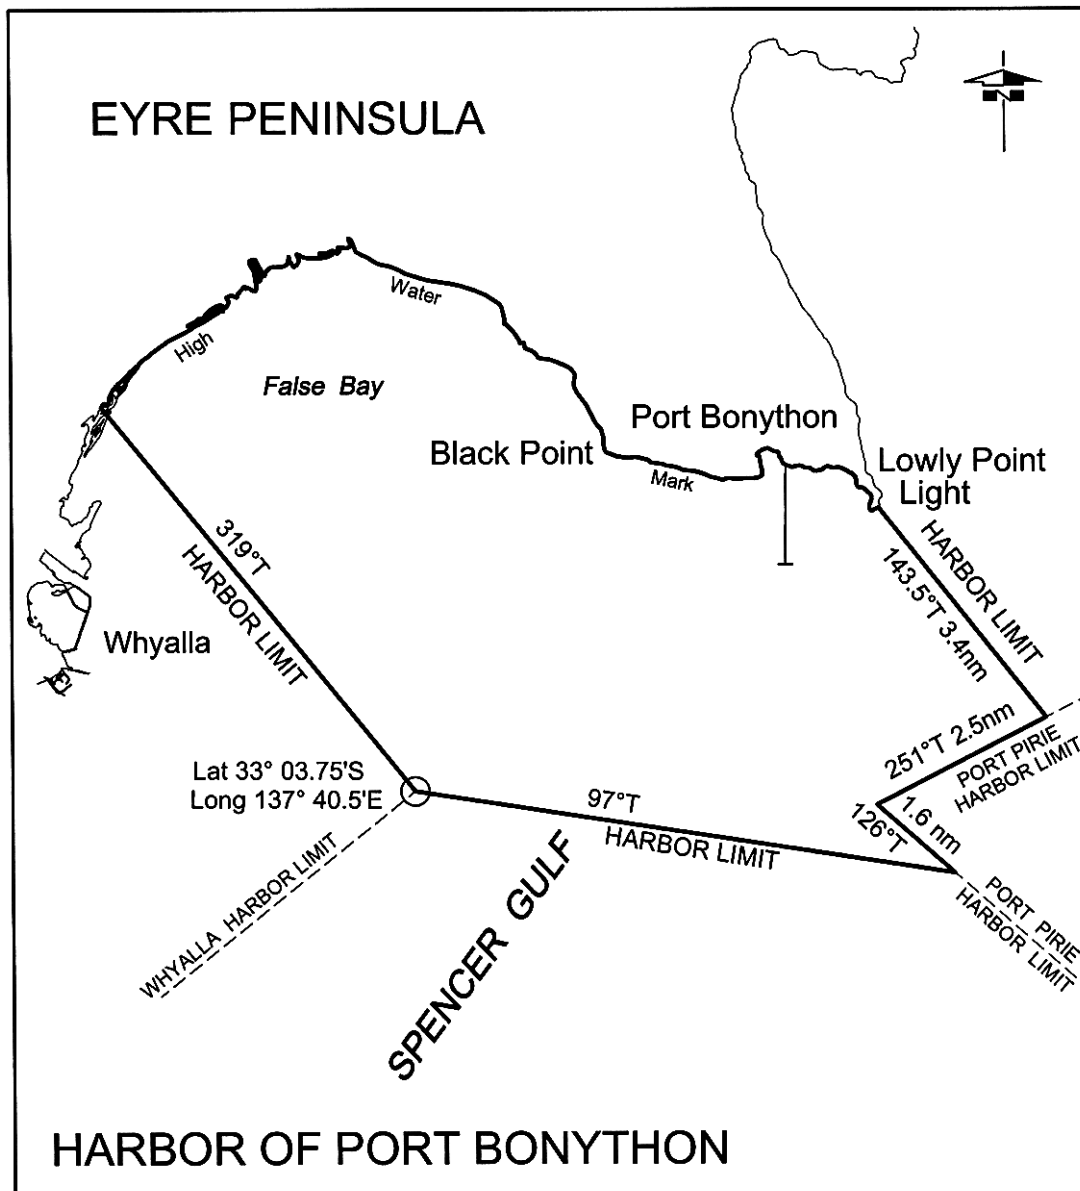 EYRE PENINSULA
N
Water
High
False Bay
Port Bonython
Black Point
Mark
Lowly Point
Light
HARBOR LIMIT
143.5°T 3.4nm
319°T
HARBOR LIMIT
Whyalla
251°T 2.5nm
PORT PIRIE
HARBOR LIMIT
Lat 33° 03.75'S
Long 137° 40.5'E
97°T
HARBOR LIMIT
1.6 nm
126°T
WHYALLA HARBOR LIMIT
SPENCER GULF
PORT PIRIE
HARBOR LIMIT
HARBOR OF PORT BONYTHON